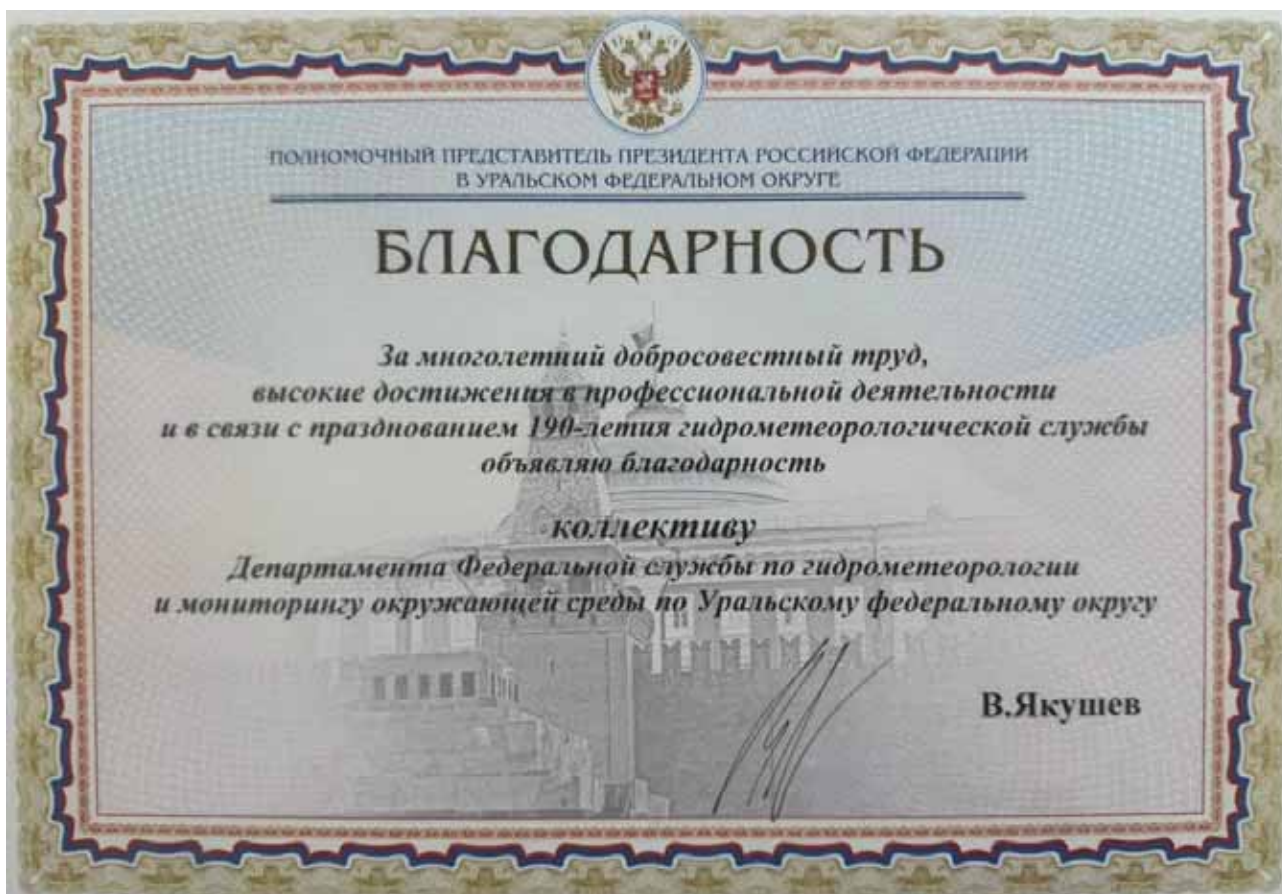 ПОЛНОМОЧНЫЙ ПРЕДСТАВИТЕЛЬ ПРЕЗИДЕНТА РОССИЙСКОЙ ФЕДЕРАЦИИ
В УРАЛЬСКОМ ФЕДЕРАЛЬНОМ ОКРУГЕ
БЛАГОДАРНОСТЬ
За многолетний добросовестный труд,
высокие достижения в профессиональной деятельности
и в связи с празднованием 190-летия гидрометеорологической службы
объявляю благодарность
коллективу
Департамента Федеральной службы по гидрометеорологии
и мониторингу окружающей среды по Уральскому федеральному округу
В.Якушев